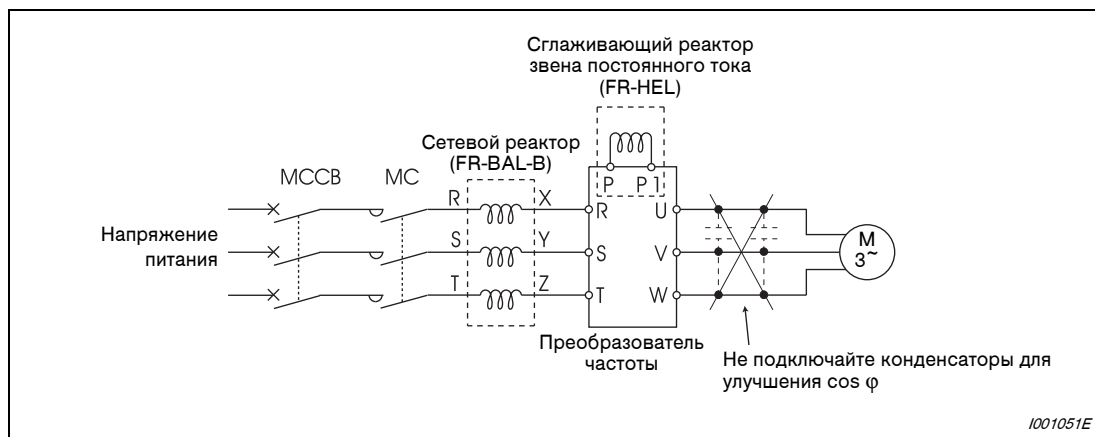 Сглаживающий реактор
звена постоянного тока
(FR-HEL)
Сетевой реактор
(FR-BAL-B)
MCCB
MC
Напряжение
питания
R
X
S
Y
T
Z
P
P1
R
U
S
V
T
W
M
3~
Преобразователь
частоты
Не подключайте конденсаторы для
улучшения cos φ
I001051E